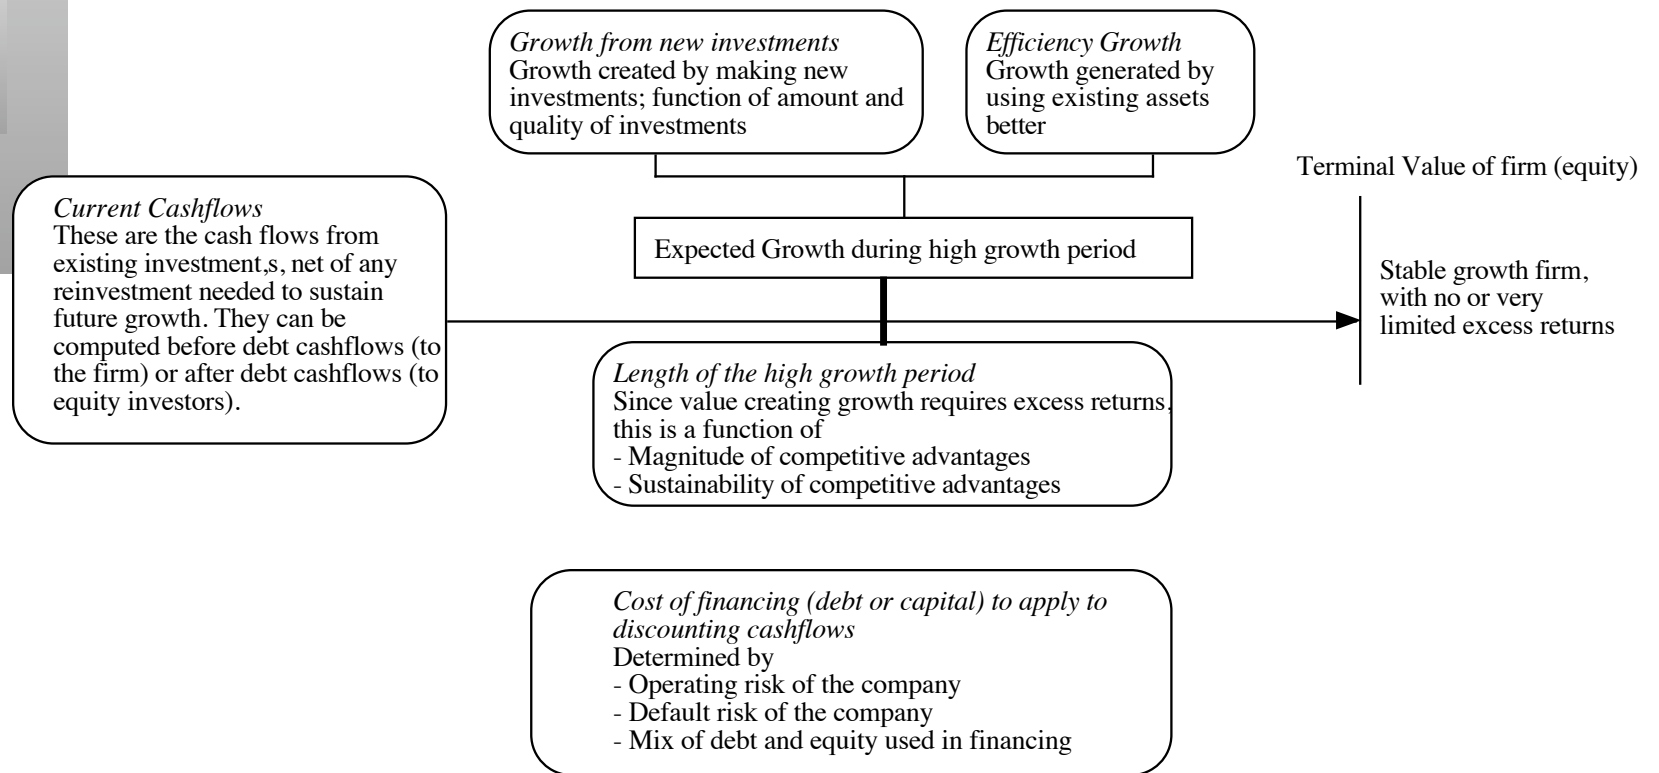 Growth from new investments
Growth created by making new
investments; function of amount and
quality of investments
Efficiency Growth
Growth generated by
using existing assets
better
Terminal Value of firm (equity)
Current Cashflows
These are the cash flows from
existing investment,s, net of any
reinvestment needed to sustain
future growth. They can be
computed before debt cashflows (to
the firm) or after debt cashflows (to
equity investors).
Expected Growth during high growth period
Stable growth firm,
with no or very
limited excess returns
Length of the high growth period
Since value creating growth requires excess returns,
this is a function of
- Magnitude of competitive advantages
- Sustainability of competitive advantages
Cost of financing (debt or capital) to apply to
discounting cashflows
Determined by
- Operating risk of the company
- Default risk of the company
- Mix of debt and equity used in financing